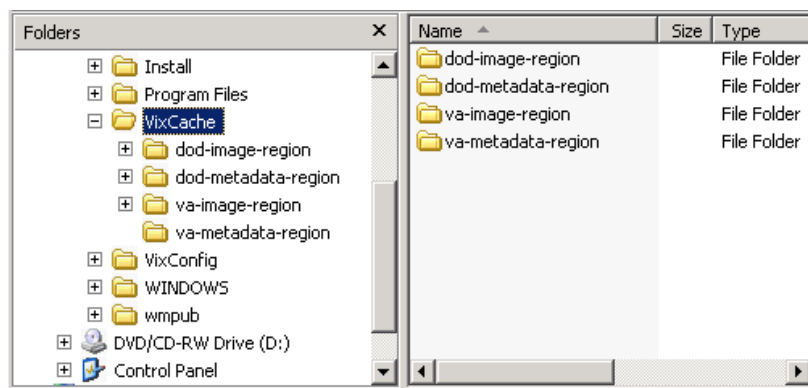 Folders
Install
Program Files
VixCache
dod-image-region
dod-metadata-region
va-image-region
va-metadata-region
VixConfig
WINDOWS
wmpub
DVD/CD-RW Drive (D:)
Control Panel
Name Size Type
dod-image-region File Folder
dod-metadata-region File Folder
va-image-region File Folder
va-metadata-region File Folder